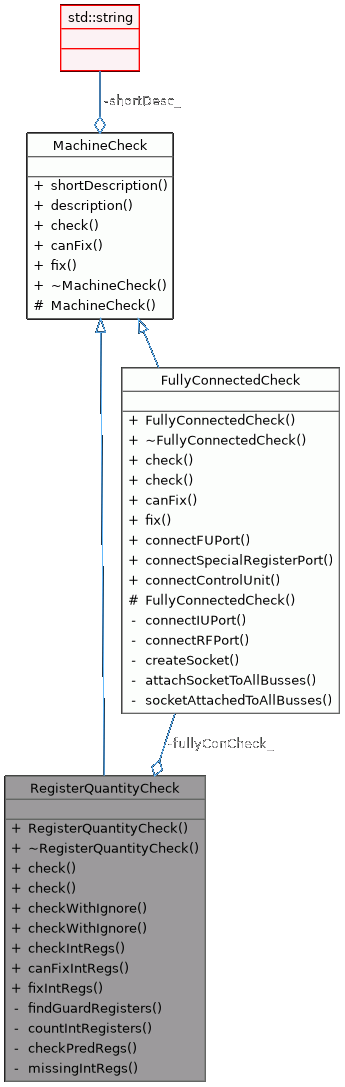 std::string
-shortDesc_
MachineCheck
+ shortDescription()
+ description()
+ check()
+ canFix()
+ fix()
+ ~MachineCheck()
# MachineCheck()
FullyConnectedCheck
+ FullyConnectedCheck()
+ ~FullyConnectedCheck()
+ check()
+ check()
+ canFix()
+ fix()
+ connectFUPort()
+ connectSpecialRegisterPort()
+ connectControlUnit()
# FullyConnectedCheck()
- connectIUPort()
- connectRFPort()
- createSocket()
- attachSocketToAllBusses()
- socketAttachedToAllBusses()
-fullyConCheck_
RegisterQuantityCheck
+ RegisterQuantityCheck()
+ ~RegisterQuantityCheck()
+ check()
+ check()
+ checkWithIgnore()
+ checkWithIgnore()
+ checkIntRegs()
+ canFixIntRegs()
+ fixIntRegs()
- findGuardRegisters()
- countIntRegisters()
- checkPredRegs()
- missingIntRegs()